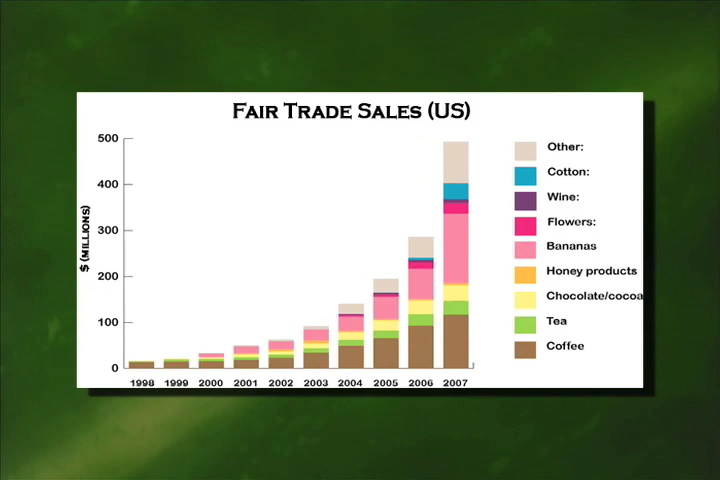 Fair Trade Sales (US)
500
400
300
200
100
0
$ (MILLIONS)
1998 1999 2000 2001 2002 2003 2004 2005 2006 2007
Other:
Cotton:
Wine:
Flowers:
Bananas
Honey products
Chocolate/cocoa
Tea
Coffee